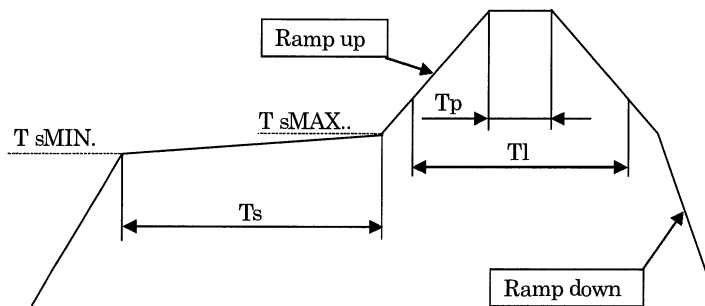 Ramp up
T sMAX..
T sMIN.
Tp
Tl
Ts
Ramp down